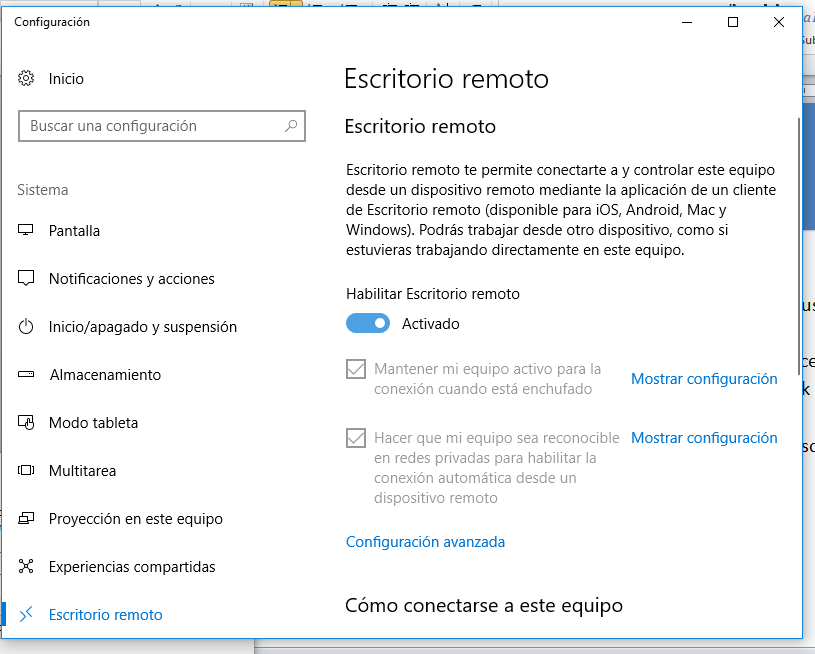 Configuración
Inicio
Buscar una configuración
Sistema
Pantalla
Notificaciones y acciones
Inicio/apagado y suspensión
Almacenamiento
Modo tableta
Multitarea
Proyección en este equipo
Experiencias compartidas
Escritorio remoto
Escritorio remoto
Escritorio remoto
Escritorio remoto te permite conectarte a y controlar este equipo
desde un dispositivo remoto mediante la aplicación de un cliente
de Escritorio remoto (disponible para iOS, Android, Mac y
Windows). Podrás trabajar desde otro dispositivo, como si
estuvieras trabajando directamente en este equipo.
Habilitar Escritorio remoto
Activado
Mantener mi equipo activo para la
conexión cuando está enchufado
Mostrar configuración
Hacer que mi equipo sea reconocible
en redes privadas para habilitar la
conexión automática desde un
dispositivo remoto
Mostrar configuración
Configuración avanzada
Cómo conectarse a este equipo